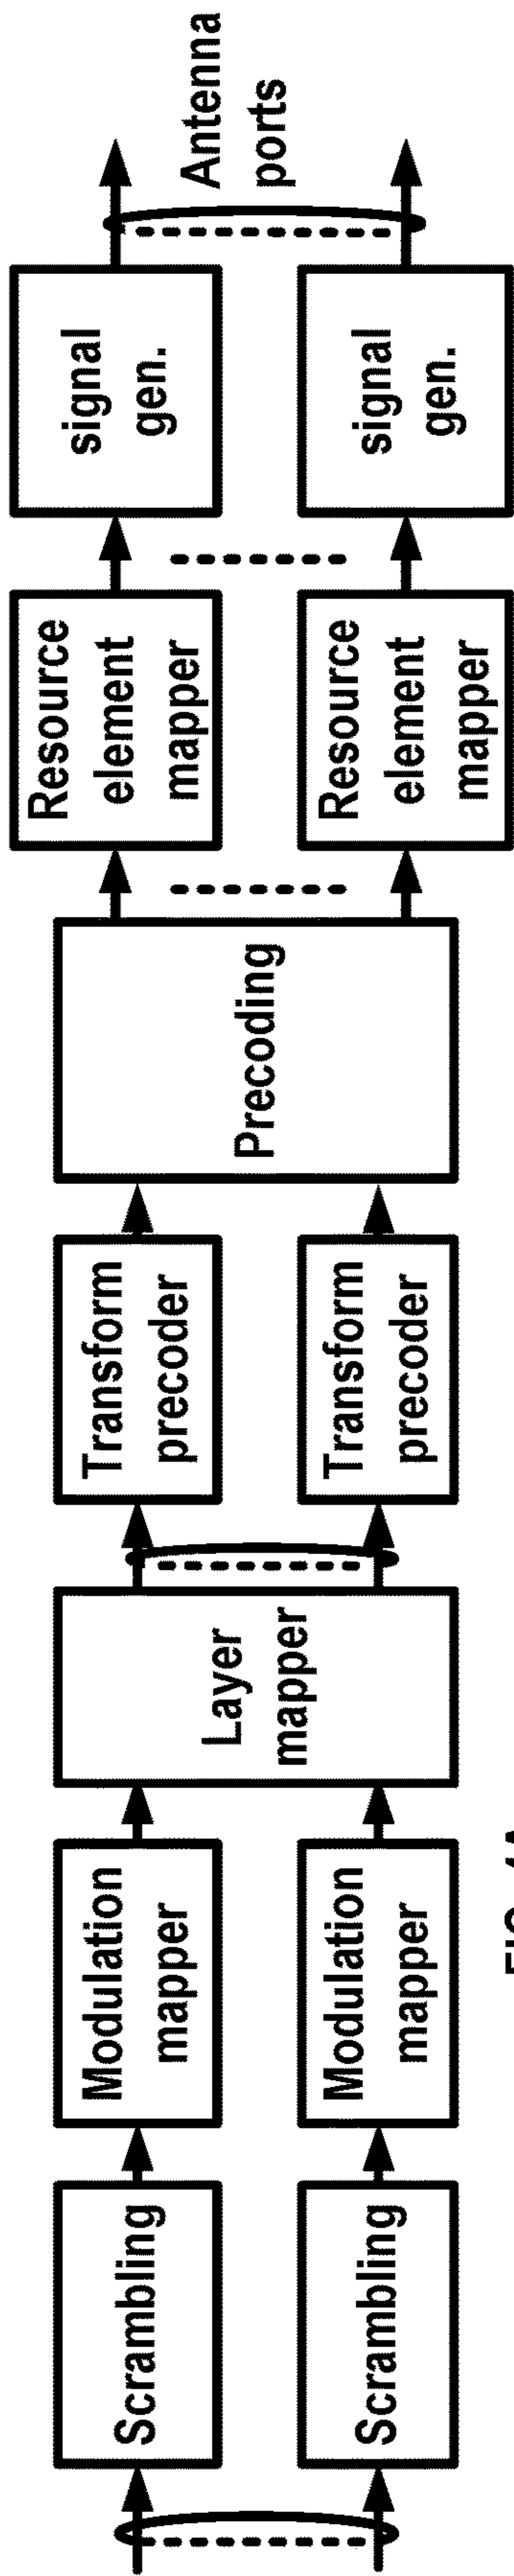 Scrambling
Scrambling
Modulation
mapper
Modulation
mapper
Layer
mapper
Transform
precoder
Transform
precoder
Precoding
Resource
element
mapper
Resource
element
mapper
signal
gen.
signal
gen.
Antenna
ports